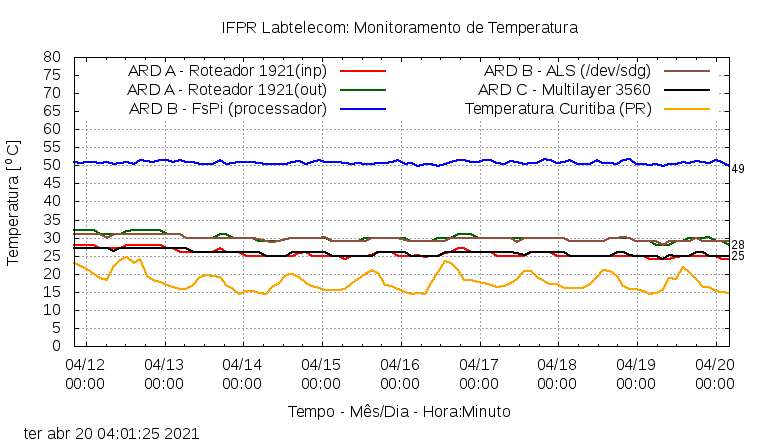 IFPR Labtelecom: Monitoramento de Temperatura
ARD A - Roteador 1921(inp)
ARD A - Roteador 1921(out)
ARD B - FsPi (processador)
ARD B - ALS (/dev/sdg)
ARD C - Multilayer 3560
Temperatura Curitiba (PR)
Temperatura [ ⁰ C]
80
75
70
65
60
55
50
45
40
35
30
25
20
15
10
5
0
49
28
25
04/12 04/13 04/14 04/15 04/16 04/17 04/18 04/19 04/20
00:00 00:00 00:00 00:00 00:00 00:00 00:00 00:00 00:00
Tempo - Mês/Dia - Hora:Minuto
ter abr 20 04:01:25 2021